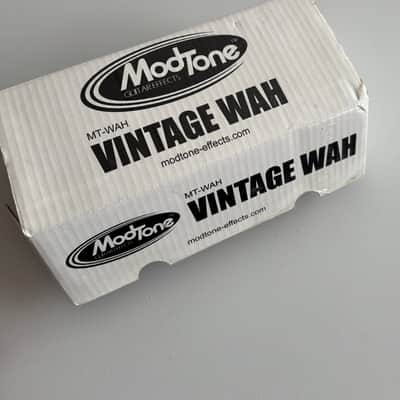 ModTone
GUITAR EFFECTS
MT-WAH
VINTAGE WAH
modtone-effects.com
ModTone
MT-WAH
VINTAGE WAH
modtone-effects.com